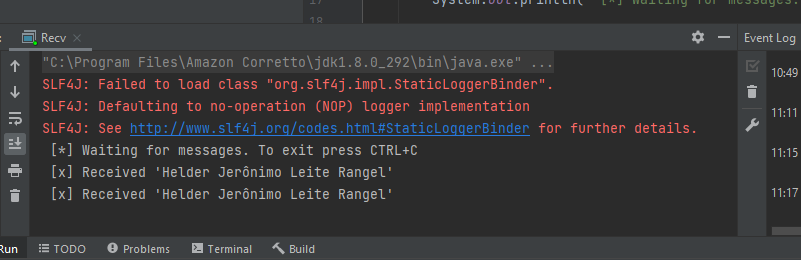 17 System.out.println( " [*] Waiting for messages.
18
Recv
Event Log
"C:\Program Files\Amazon Corretto\jdk1.8.0_292\bin\java.exe" ...
SLF4J: Failed to load class "org.slf4j.impl.StaticLoggerBinder".
SLF4J: Defaulting to no-operation (NOP) logger implementation
SLF4J: See http://www.slf4j.org/codes.html#StaticLoggerBinder for further details.
[*] Waiting for messages. To exit press CTRL+C
[x] Received 'Helder Jerônimo Leite Rangel'
[x] Received 'Helder Jerônimo Leite Rangel'
10:49
11:11
11:15
11:17
Run TODO Problems Terminal Build